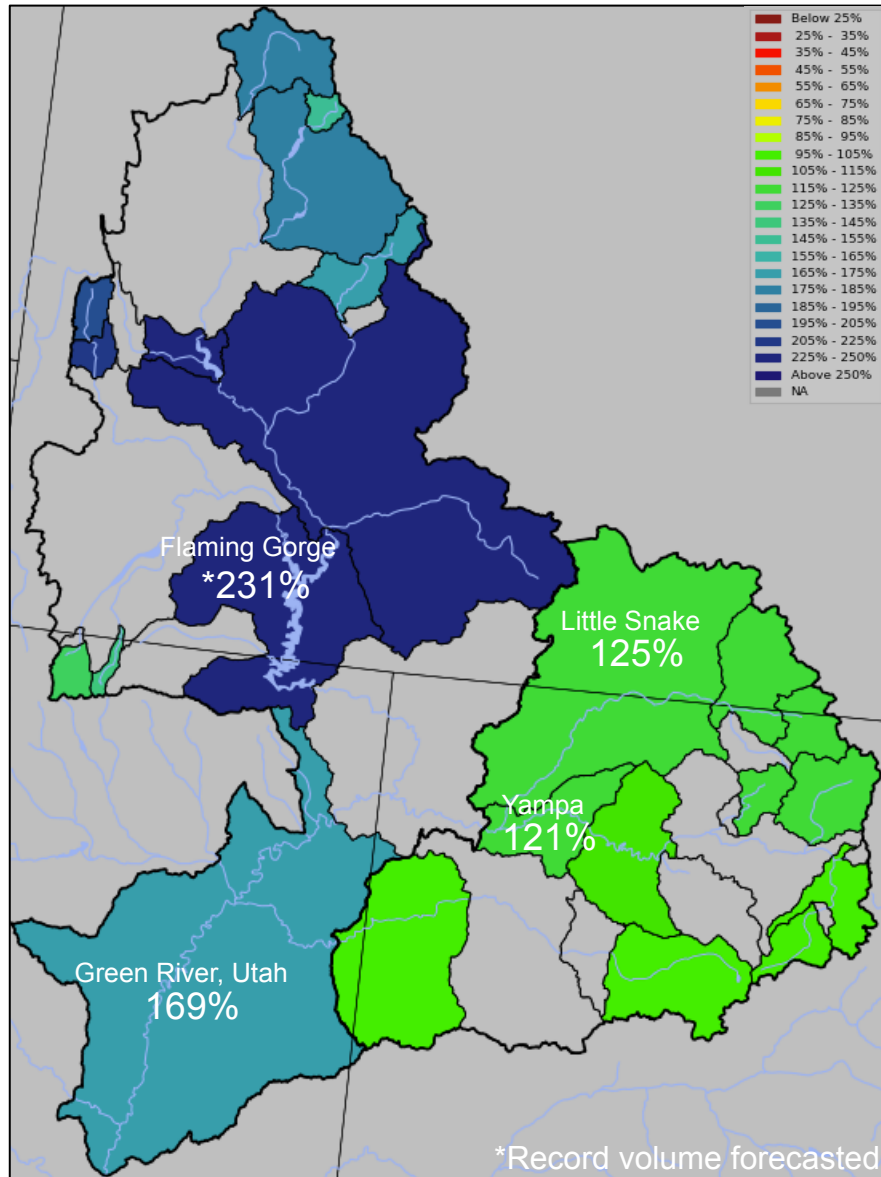 Below 25%
25% - 35%
35% - 45%
45% - 55%
55% - 65%
65% - 75%
75% - 85%
85% - 95%
95% - 105%
105% - 115%
115% - 125%
125% - 135%
135% - 145%
145% - 155%
155% - 165%
165% - 175%
175% - 185%
185% - 195%
195% - 205%
205% - 225%
225% - 250%
Above 250%
NA
Flaming Gorge
*231%
Little Snake
125%
Yampa
121%
Green River, Utah
169%
*Record volume forecasted